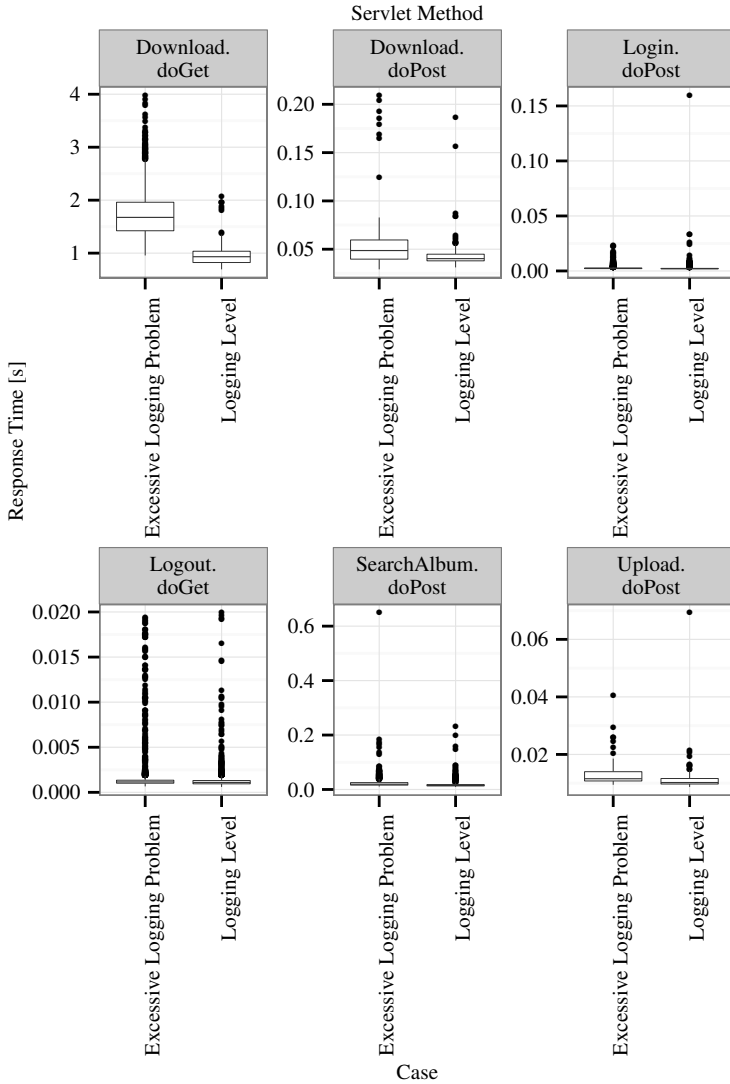 Servlet Method
Download.
doGet
Download.
doPost
Login.
doPost
4
3
2
1
0.20
0.15
0.10
0.05
0.15
0.10
0.05
0.00
Excessive Logging Problem
Logging Level
Excessive Logging Problem
Logging Level
Excessive Logging Problem
Logging Level
Response Time [s]
Logout.
doGet
SearchAlbum.
doPost
Upload.
doPost
0.020
0.015
0.010
0.005
0.000
0.6
0.4
0.2
0.0
0.06
0.04
0.02
Excessive Logging Problem
Logging Level
Excessive Logging Problem
Logging Level
Excessive Logging Problem
Logging Level
Case